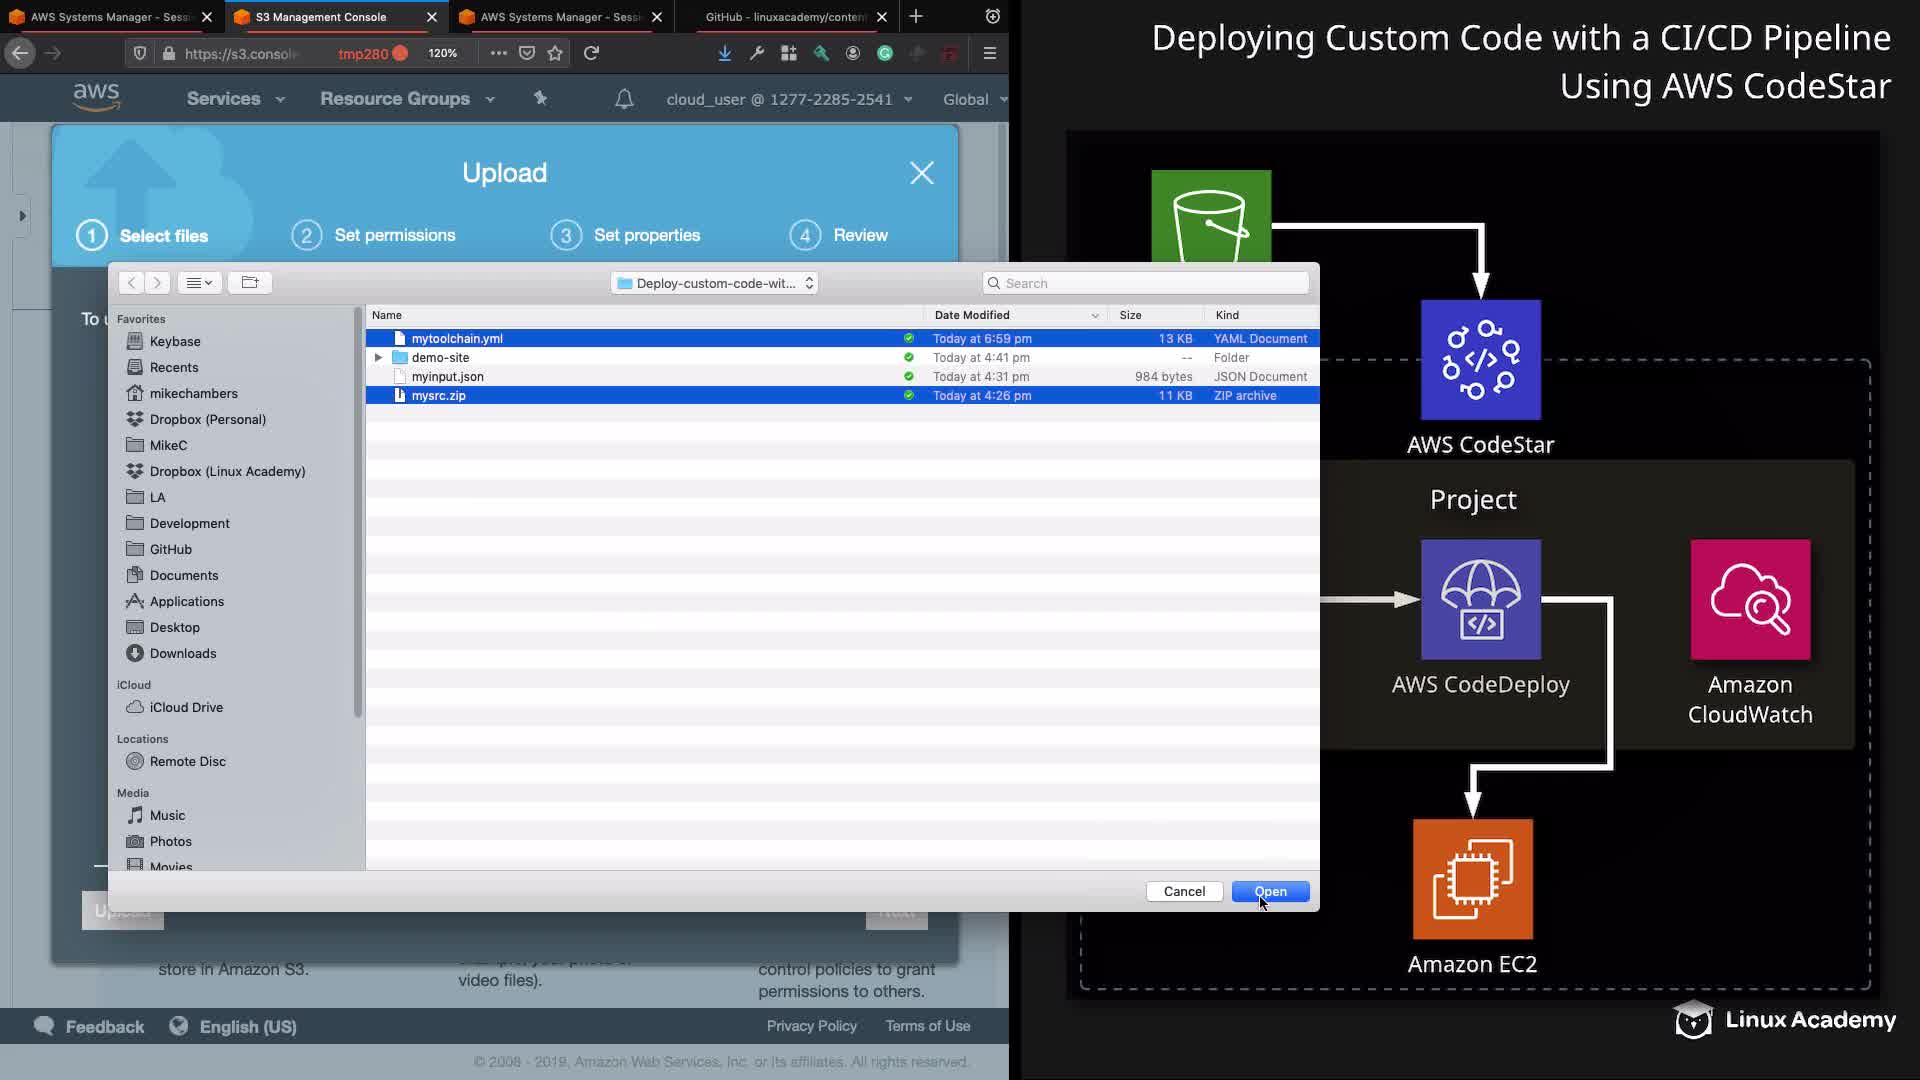 AWS Systems Manager - Sessi
S3 Management Console
AWS Systems Manager - Sessi
GitHub - linuxacademy/content
https://s3.console
tmp280
120%
aws
Services
Resource Groups
cloud_user @ 1277-2285-2541
Global
Upload
1 Select files
2 Set permissions
3 Set properties
4 Review
To u
Deploy-custom-code-wit...
Search
Favorites
Keybase
Recents
mikechambers
Dropbox (Personal)
MikeC
Dropbox (Linux Academy)
LA
Development
GitHub
Documents
Applications
Desktop
Downloads
iCloud
iCloud Drive
Locations
Remote Disc
Media
Music
Photos
Movies
Name Date Modified Size Kind
mytoolchain.yml Today at 6:59 pm 13 KB YAML Document
demo-site Today at 4:41 pm -- Folder
myinput.json Today at 4:31 pm 984 bytes JSON Document
mysrc.zip Today at 4:26 pm 11 KB ZIP archive
Cancel
Open
Upload
Next
store in Amazon S3.
video files).
control policies to grant
permissions to others.
Feedback
English (US)
Privacy Policy
Terms of Use
© 2008 - 2019, Amazon Web Services, Inc. or its affiliates. All rights reserved.
Deploying Custom Code with a CI/CD Pipeline
Using AWS CodeStar
AWS CodeStar
Project
AWS CodeDeploy
Amazon
CloudWatch
Amazon EC2
Linux Academy